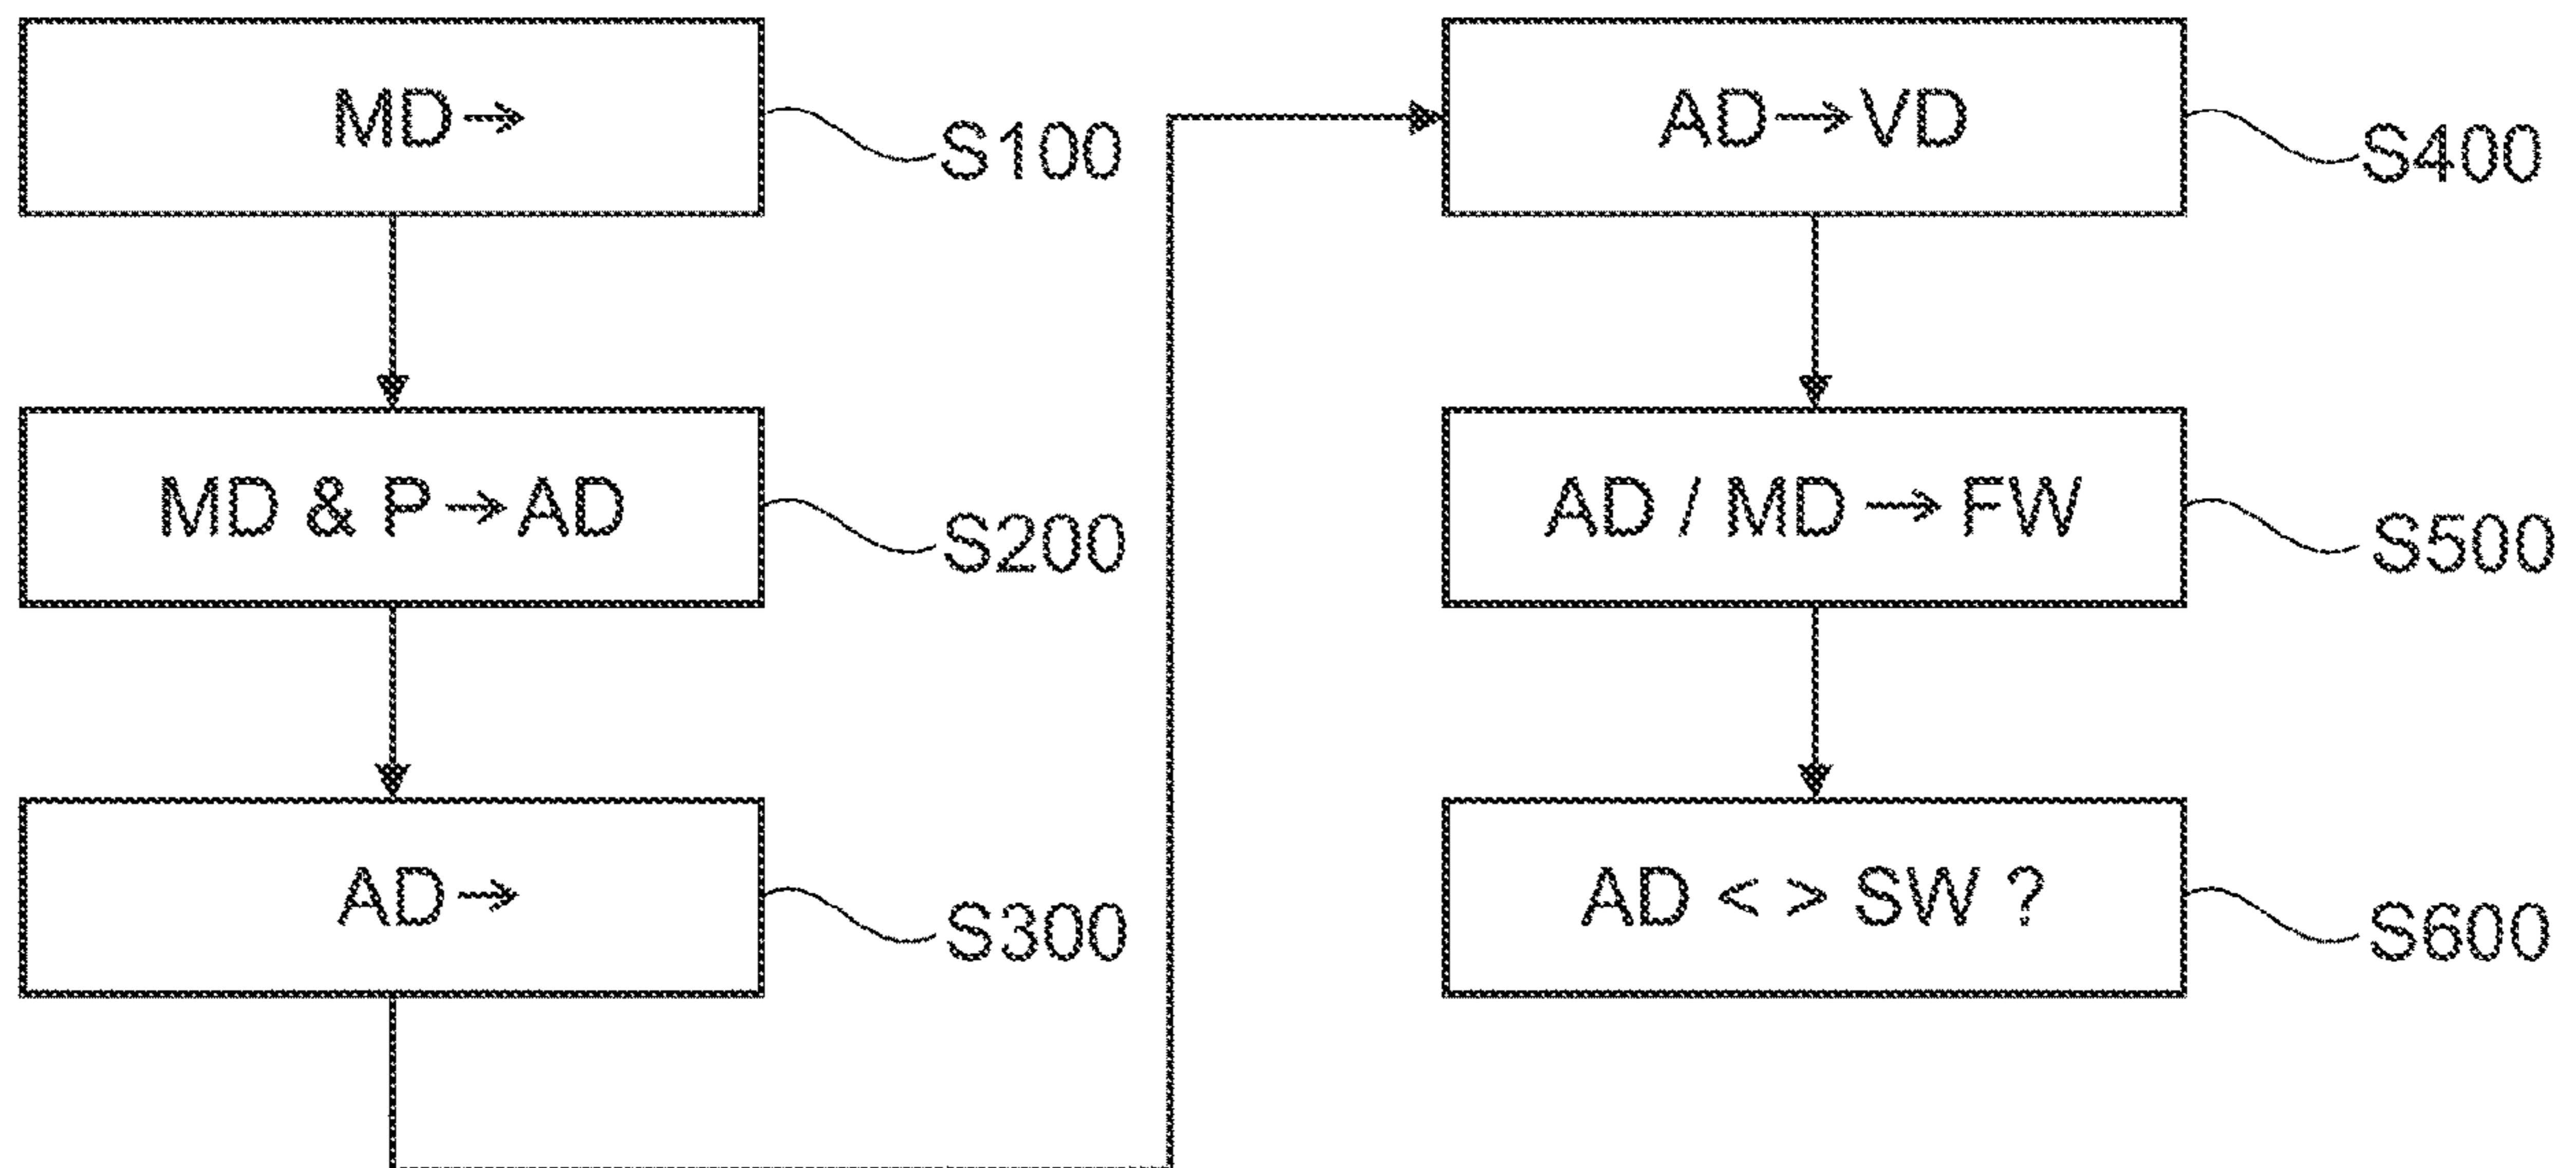 MD→
S100
MD & P→AD
S200
AD→
S300
AD→VD
S400
AD / MD→FW
S500
AD < > SW ?
S600